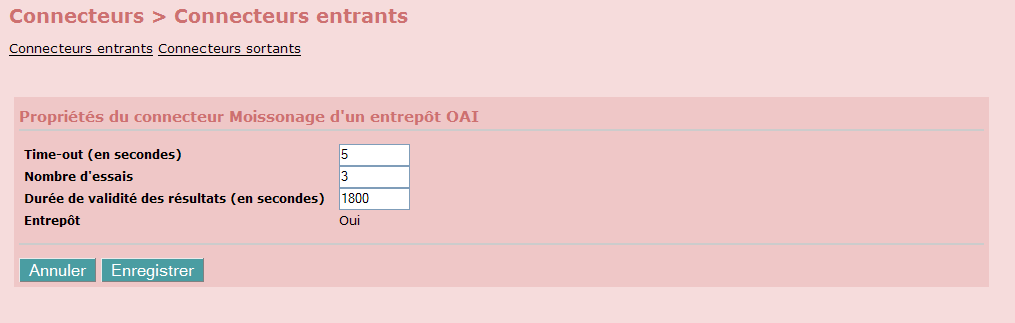 Connecteurs > Connecteurs entrants
Connecteurs entrants Connecteurs sortants
Propriétés du connecteur Moissonage d'un entrepôt OAI
Time-out (en secondes) 5
Nombre d'essais 3
Durée de validité des résultats (en secondes) 1800
Entrepôt Oui
Annuler Enregistrer